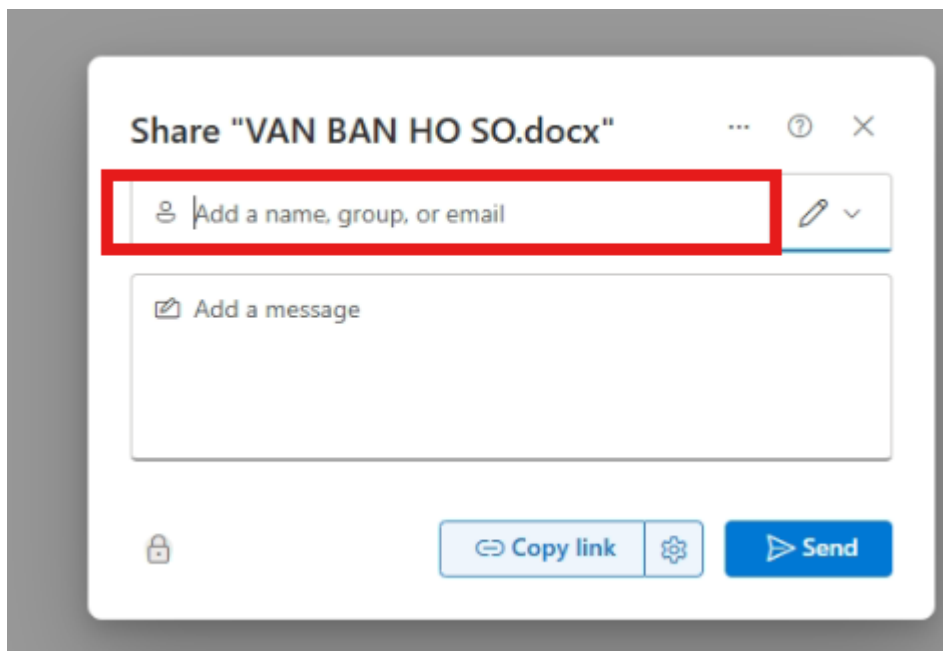 Share "VAN BAN HO SO.docx"
Add a name, group, or email
Add a message
Copy link
Send